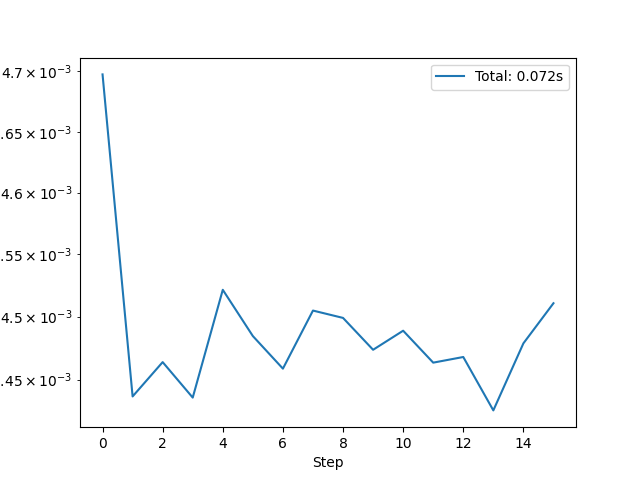 Total: 0.072s
4.7 × 10⁻³
.65 × 10⁻³
4.6 × 10⁻³
.55 × 10⁻³
4.5 × 10⁻³
.45 × 10⁻³
0 2 4 6 8 10 12 14
Step